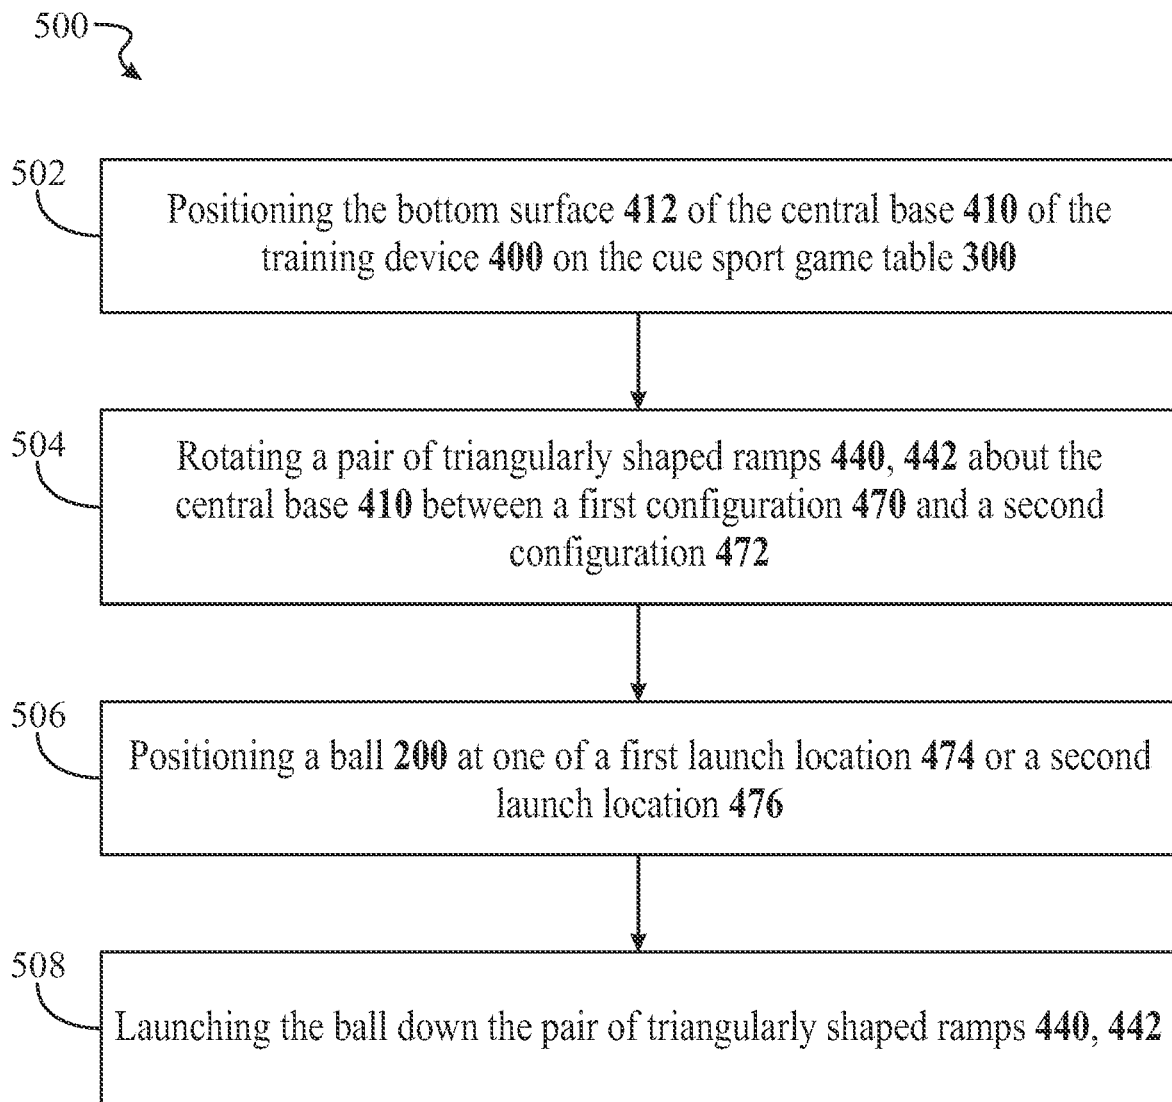 500
502
Positioning the bottom surface 412 of the central base 410 of the
training device 400 on the cue sport game table 300
504
Rotating a pair of triangularly shaped ramps 440, 442 about the
central base 410 between a first configuration 470 and a second
configuration 472
506
Positioning a ball 200 at one of a first launch location 474 or a second
launch location 476
508
Launching the ball down the pair of triangularly shaped ramps 440, 442